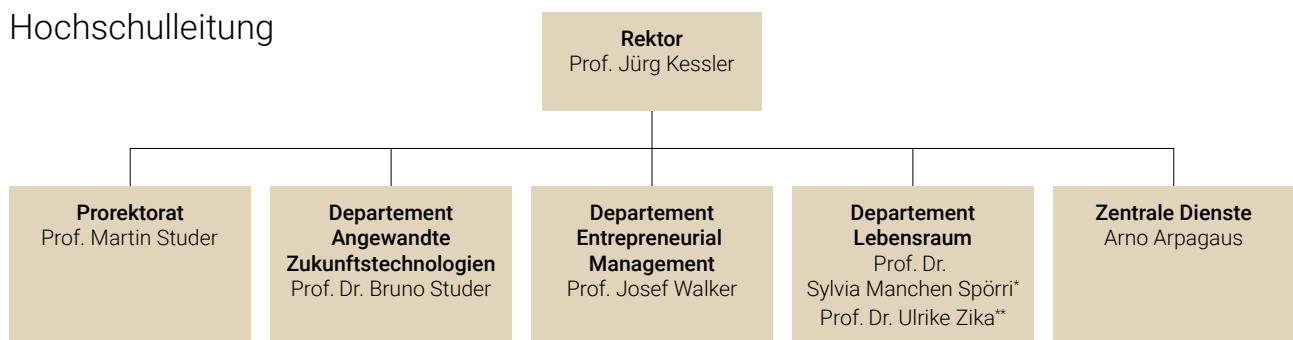 Hochschulleitung
Rektor
Prof. Jürg Kessler
Prorektorat
Prof. Martin Studer
Departement
Angewandte
Zukunftstechnologien
Prof. Dr. Bruno Studer
Departement
Entrepreneurial
Management
Prof. Josef Walker
Departement
Lebensraum
Prof. Dr.
Sylvia Manchen Spörri*
Prof. Dr. Ulrike Zika**
Zentrale Dienste
Arno Arpagaus